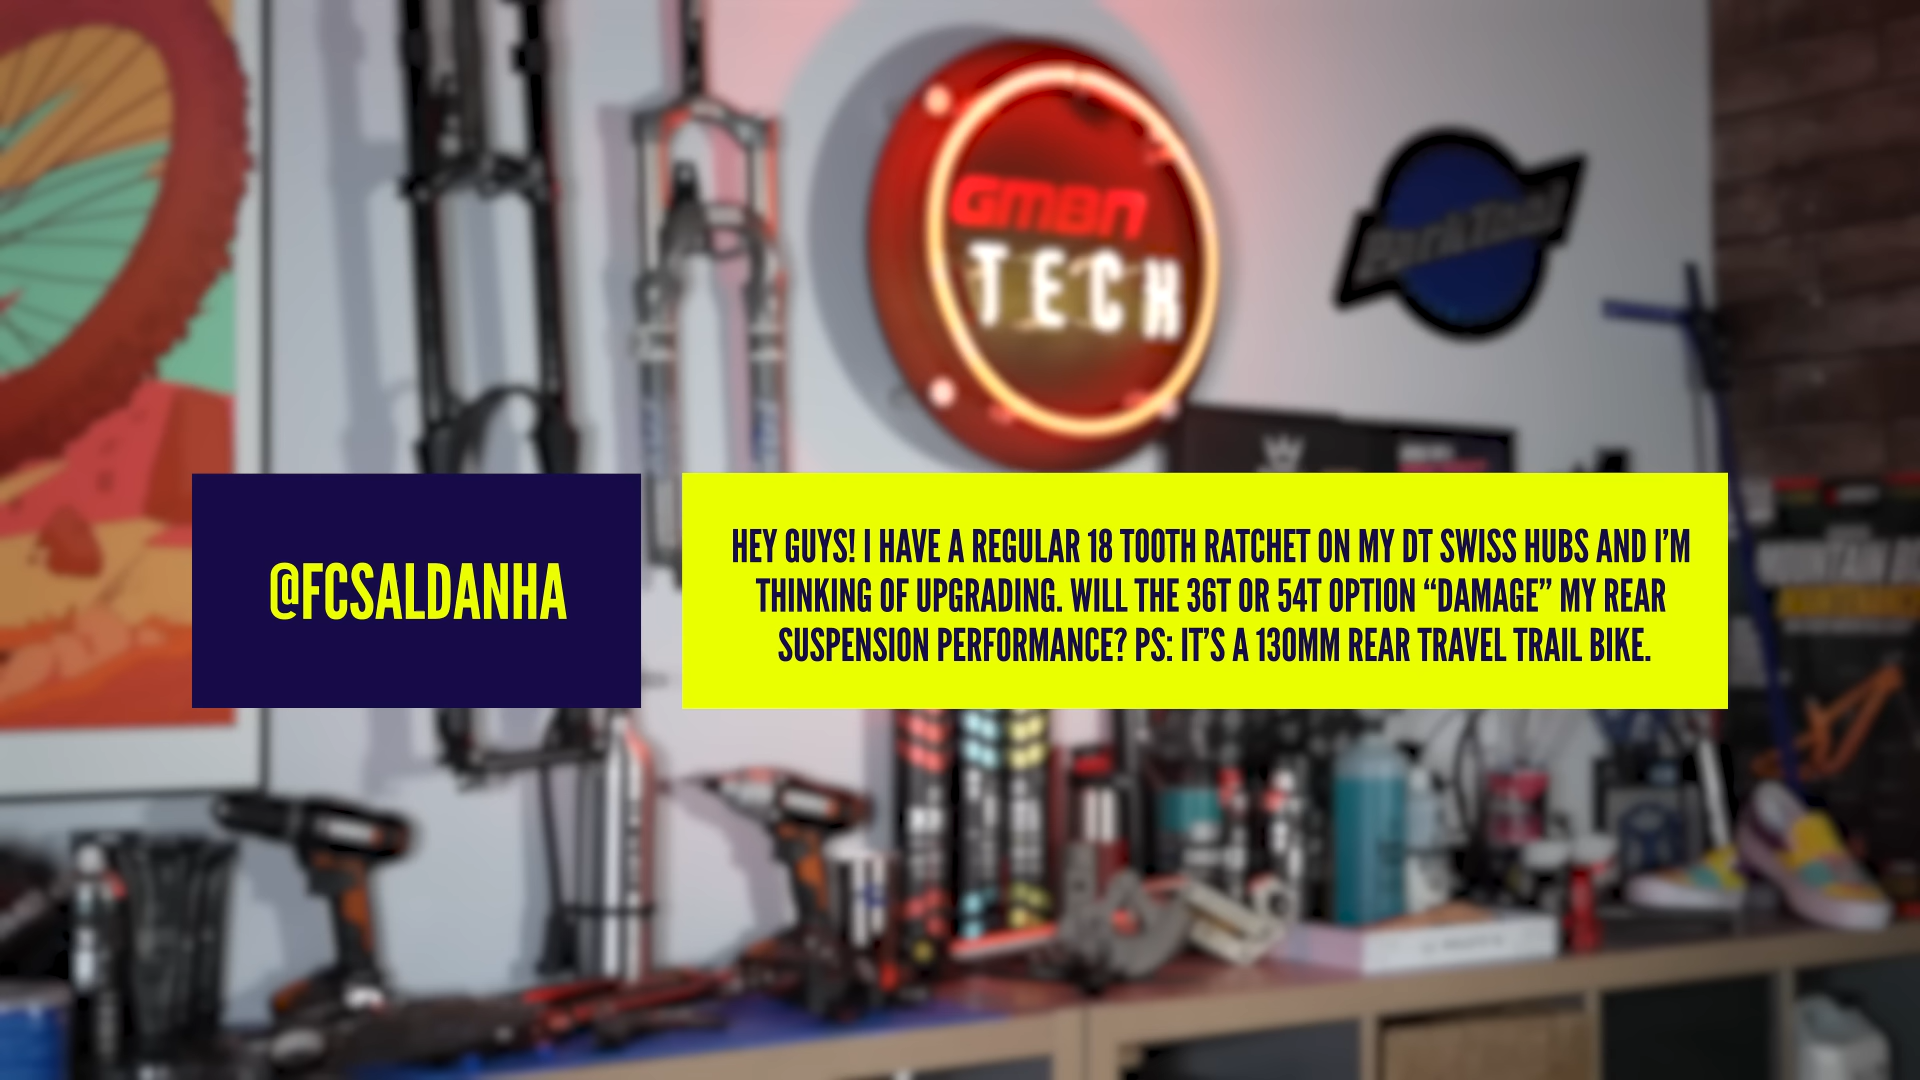 GMBN
TECH
ParkTool
@FCSALDANHA
HEY GUYS! I HAVE A REGULAR 18 TOOTH RATCHET ON MY DT SWISS HUBS AND I’M
THINKING OF UPGRADING. WILL THE 36T OR 54T OPTION “DAMAGE” MY REAR
SUSPENSION PERFORMANCE? PS: IT’S A 130MM REAR TRAVEL TRAIL BIKE.